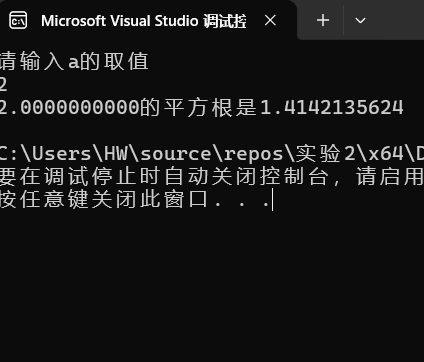 Microsoft Visual Studio 调试控
请输入a的取值
2
2.0000000000的平方根是1.4142135624
C:\Users\HW\source\repos\实验2\x64\D
要在调试停止时自动关闭控制台，请启用
按任意键关闭此窗口. . .